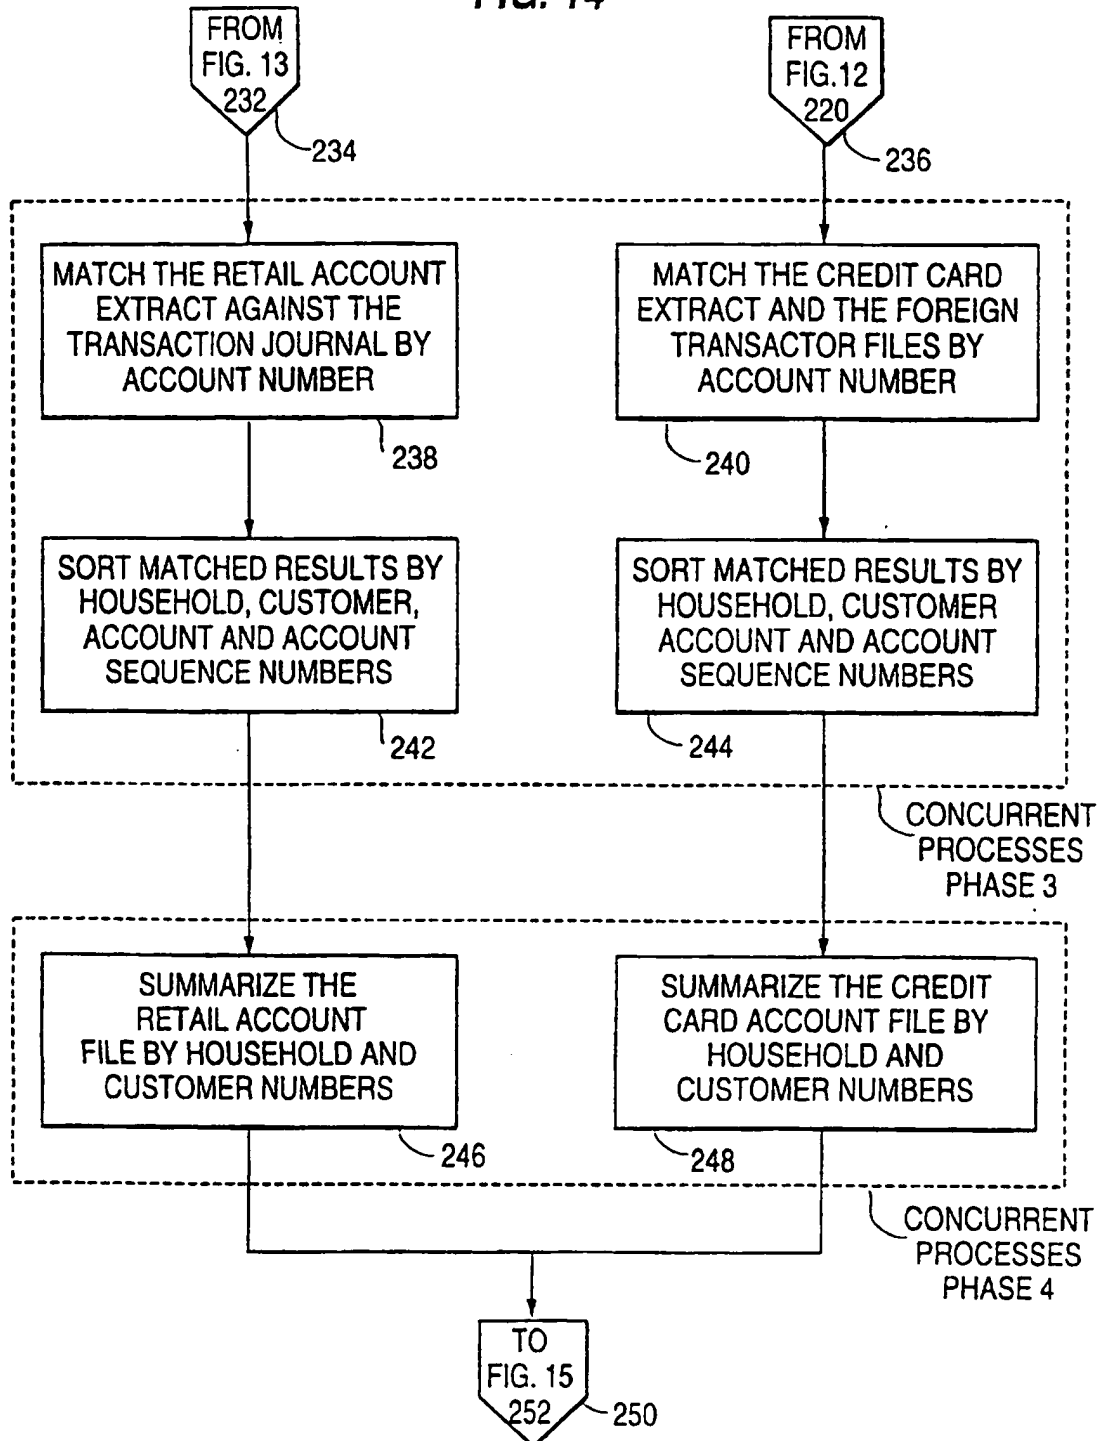 FIG. 14
FROM
FIG. 13
232
234
FROM
FIG.12
220
236
MATCH THE RETAIL ACCOUNT
EXTRACT AGAINST THE
TRANSACTION JOURNAL BY
ACCOUNT NUMBER
238
MATCH THE CREDIT CARD
EXTRACT AND THE FOREIGN
TRANSACTOR FILES BY
ACCOUNT NUMBER
240
SORT MATCHED RESULTS BY
HOUSEHOLD, CUSTOMER,
ACCOUNT AND ACCOUNT
SEQUENCE NUMBERS
242
SORT MATCHED RESULTS BY
HOUSEHOLD, CUSTOMER
ACCOUNT AND ACCOUNT
SEQUENCE NUMBERS
244
CONCURRENT
PROCESSES
PHASE 3
SUMMARIZE THE
RETAIL ACCOUNT
FILE BY HOUSEHOLD AND
CUSTOMER NUMBERS
246
SUMMARIZE THE CREDIT
CARD ACCOUNT FILE BY
HOUSEHOLD AND
CUSTOMER NUMBERS
248
CONCURRENT
PROCESSES
PHASE 4
TO
FIG. 15
252
250